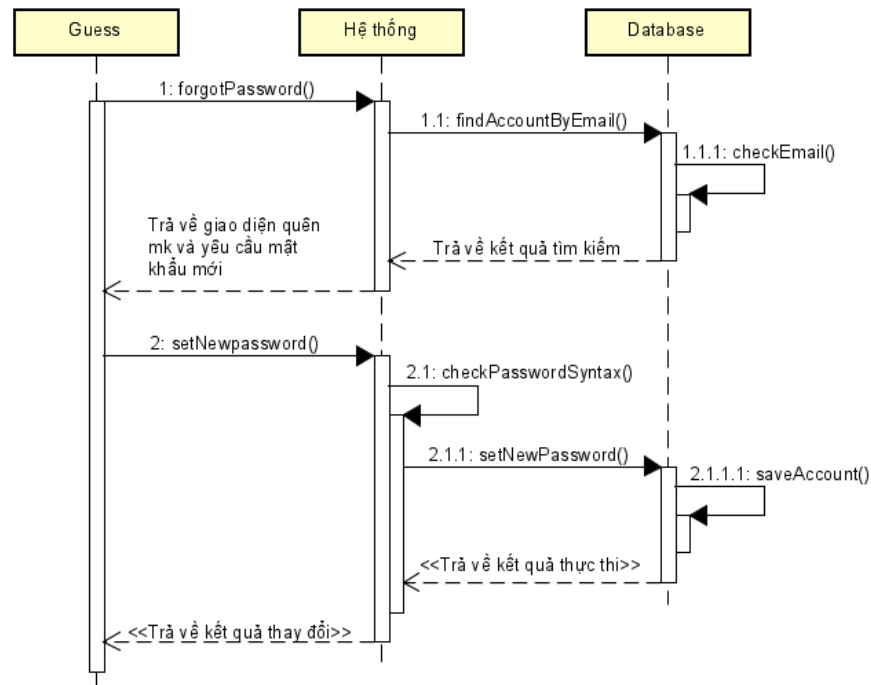 Guess
Hệ thống
Database
1: forgotPassword()
1.1: findAccountByEmail()
1.1.1: checkEmail()
Trả về giao diện quên
mk và yêu cầu mật
khẩu mới
Trả về kết quả tìm kiếm
2: setNewpassword()
2.1: checkPasswordSyntax()
2.1.1: setNewPassword()
2.1.1.1: saveAccount()
<<Trả về kết quả thực thi>>
<<Trả về kết quả thay đổi>>